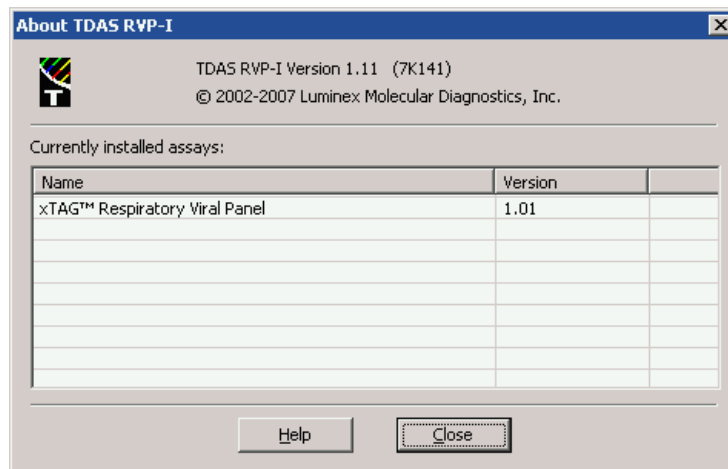 About TDAS RVP-I
TDAS RVP-I Version 1.11 (7K141)
© 2002-2007 Luminex Molecular Diagnostics, Inc.
T
Currently installed assays:
Name Version
xTAG™ Respiratory Viral Panel 1.01
Help Close